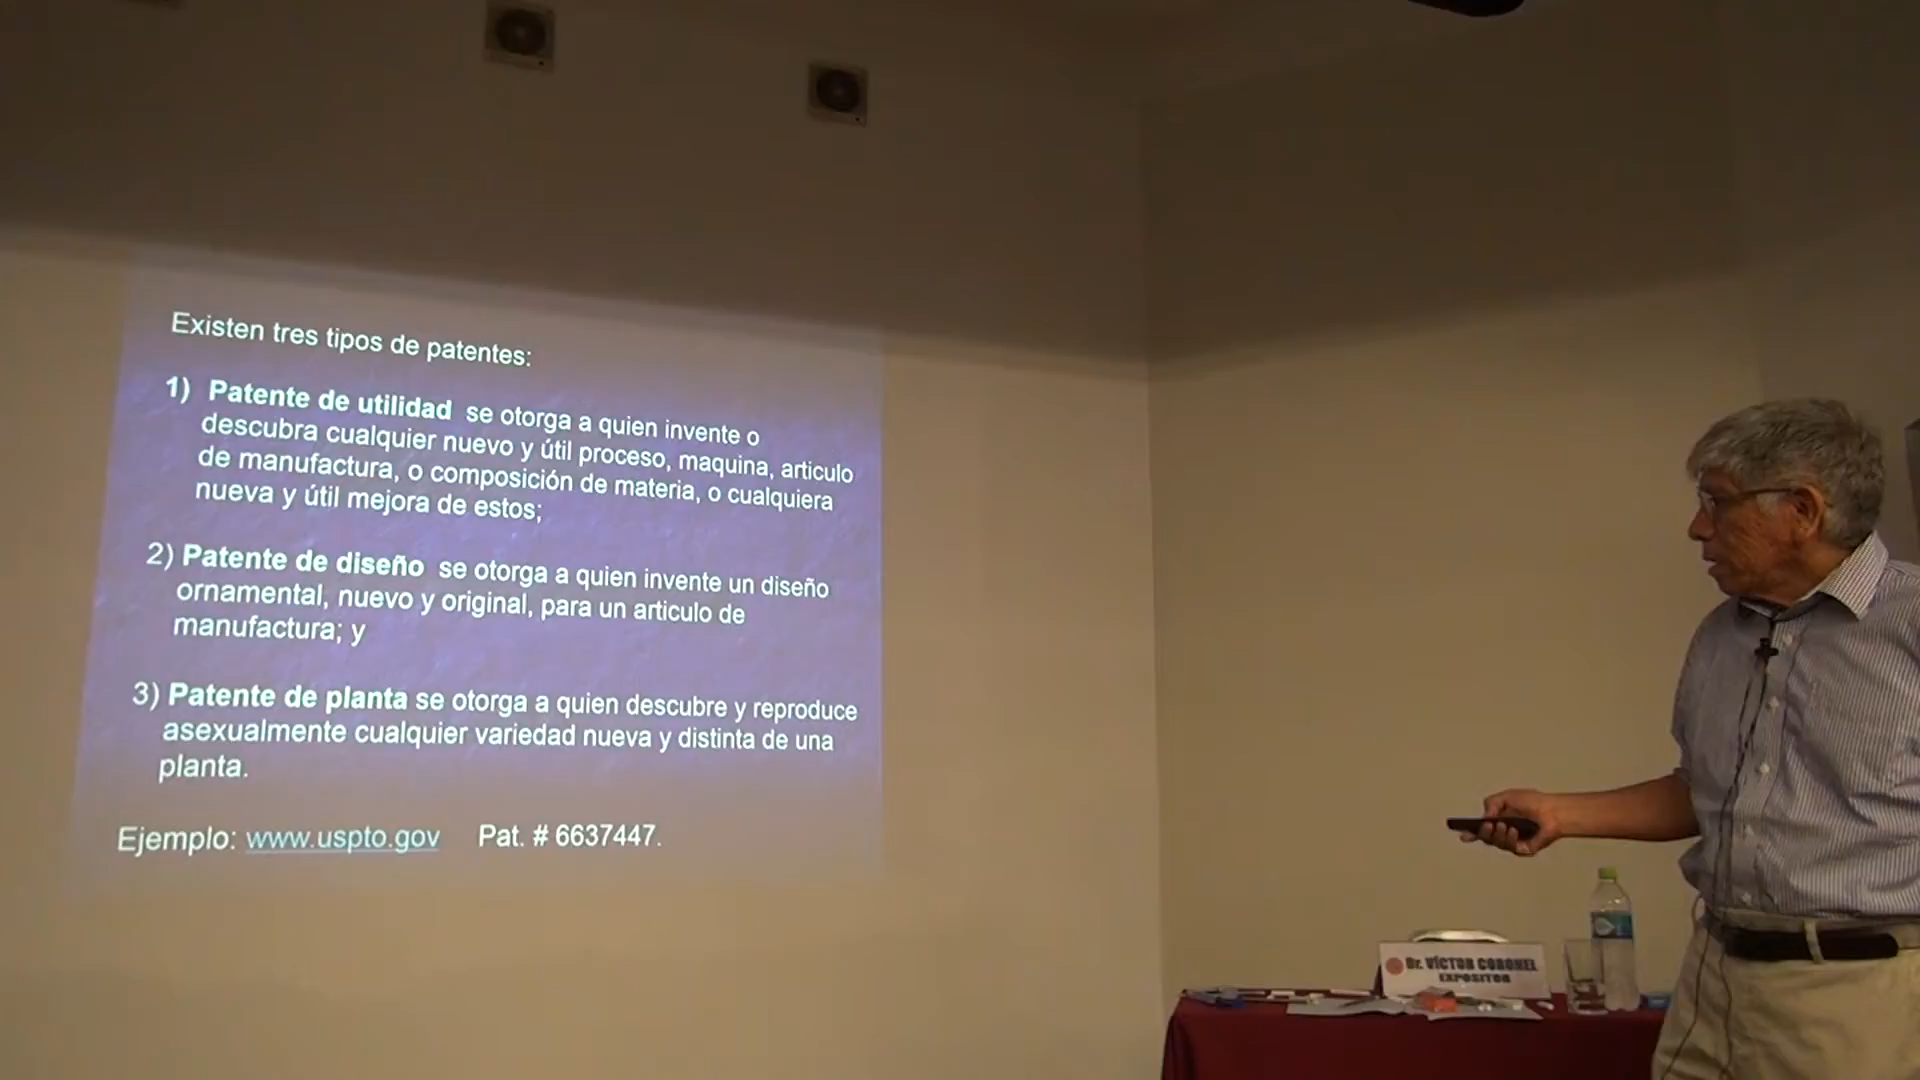 Existen tres tipos de patentes:
1) Patente de utilidad se otorga a quien invente o
descubra cualquier nuevo y útil proceso, maquina, articulo
de manufactura, o composición de materia, o cualquiera
nueva y útil mejora de estos;
2) Patente de diseño se otorga a quien invente un diseño
ornamental, nuevo y original, para un articulo de
manufactura; y
3) Patente de planta se otorga a quien descubre y reproduce
asexualmente cualquier variedad nueva y distinta de una
planta.
Ejemplo: www.uspto.gov Pat. # 6637447.
Dr. VÍCTOR CORONEL
EXPOSITOR